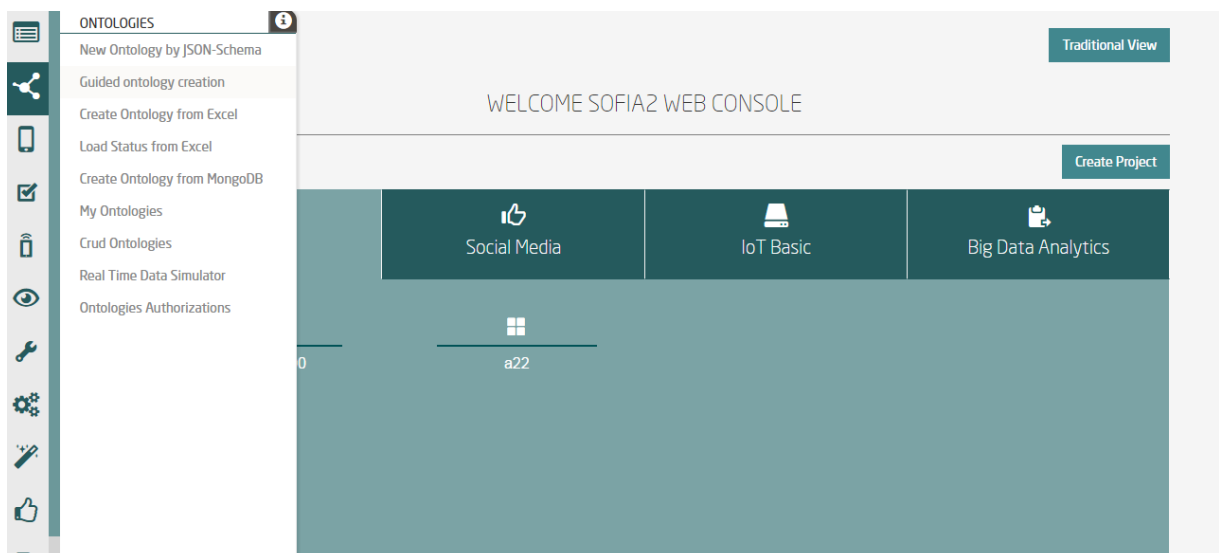 ONTOLOGIES
New Ontology by JSON-Schema
Guided ontology creation
Create Ontology from Excel
Load Status from Excel
Create Ontology from MongoDB
My Ontologies
Crud Ontologies
Real Time Data Simulator
Ontologies Authorizations
Traditional View
WELCOME SOFIA2 WEB CONSOLE
Create Project
Social Media
IoT Basic
Big Data Analytics
0
a22